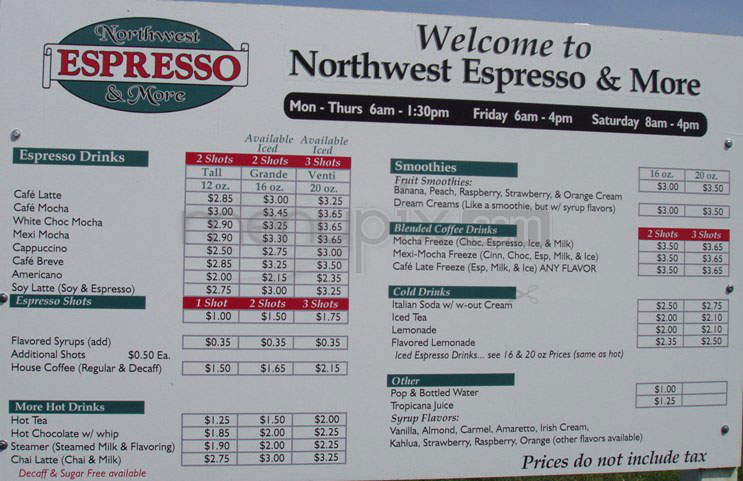 Northwest
ESPRESSO
& More
Welcome to
Northwest Espresso & More
Mon - Thurs 6am - 1:30pm Friday 6am - 4pm Saturday 8am - 4pm
Available Iced Available Iced
Espresso Drinks 2 Shots 2 Shots 3 Shots
Tall Grande Venti
12 oz. 16 oz. 20 oz.
Café Latte $2.85 $3.00 $3.25
Café Mocha $3.00 $3.45 $3.65
White Choc Mocha $2.90 $3.25 $3.65
Mexi Mocha $2.90 $3.30 $3.65
Cappuccino $2.50 $2.75 $3.00
Café Breve $2.85 $3.25 $3.50
Americano $2.00 $2.15 $2.35
Soy Latte (Soy & Espresso) $2.75 $3.00 $3.25
Espresso Shots 1 Shot 2 Shots 3 Shots
$1.00 $1.50 $1.75
Flavored Syrups (add) $0.35 $0.35 $0.35
Additional Shots $0.50 Ea.
House Coffee (Regular & Decaff) $1.50 $1.65 $2.15
More Hot Drinks
Hot Tea $1.25 $1.50 $2.00
Hot Chocolate w/ whip $1.85 $2.00 $2.25
Steamer (Steamed Milk & Flavoring) $1.90 $2.00 $2.25
Chai Latte (Chai & Milk) $2.75 $3.00 $3.25
Decaff & Sugar Free available
Smoothies 16 oz. 20 oz.
Fruit Smoothies:
Banana, Peach, Raspberry, Strawberry, & Orange Cream $3.00 $3.50
Dream Creams (Like a smoothie, but w/ syrup flavors) $3.00 $3.50
Blended Coffee Drinks 2 Shots 3 Shots
Mocha Freeze (Choc, Espresso, Ice, & Milk) $3.50 $3.65
Mexi-Mocha Freeze (Cinn, Choc, Esp, Milk, & Ice) $3.50 $3.65
Café Late Freeze (Esp, Milk, & Ice) ANY FLAVOR $3.50 $3.65
Cold Drinks
Italian Soda w/ w-out Cream $2.50 $2.75
Iced Tea $2.00 $2.10
Lemonade $2.00 $2.10
Flavored Lemonade $2.35 $2.50
Iced Espresso Drinks... see 16 & 20 oz Prices (same as hot)
Other
Pop & Bottled Water $1.00
Tropicana Juice $1.25
Syrup Flavors:
Vanilla, Almond, Carmel, Amaretto, Irish Cream,
Kahlua, Strawberry, Raspberry, Orange (other flavors available)
Prices do not include tax